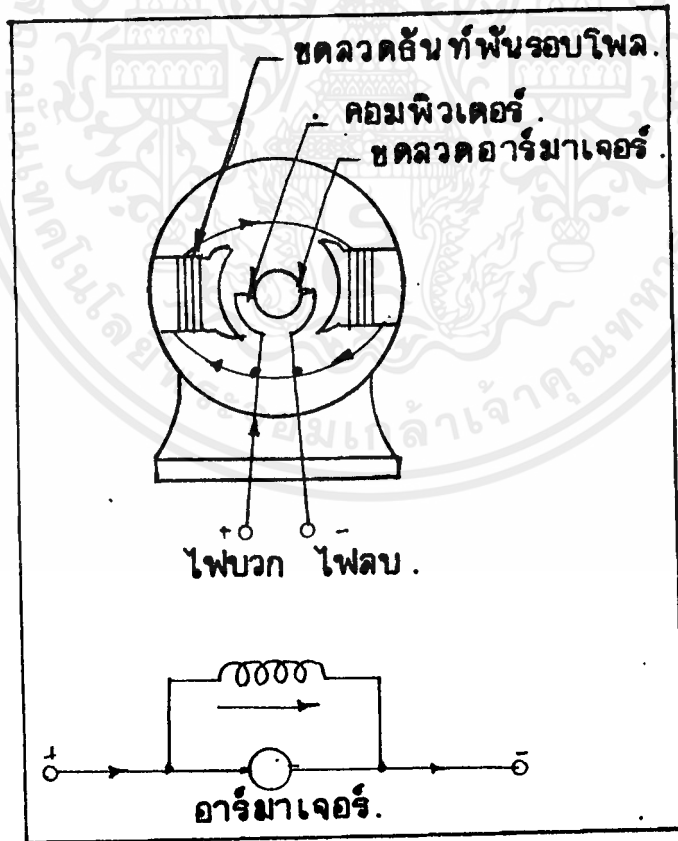 ขดลวดชันท์พันรอบโพล.
คอมพิวเตอร์.
ขดลวดอาร์มาเจอร์.
+ -
ไฟบวก ไฟลบ.
+ -
อาร์มาเจอร์.